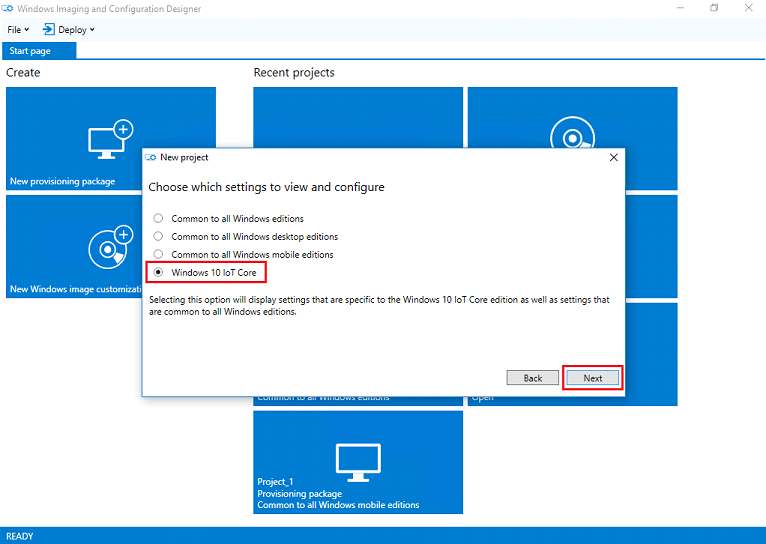 Windows Imaging and Configuration Designer
File
Deploy
Start page
Create
Recent projects
New provisioning package
New Windows image customizati
New project
Choose which settings to view and configure
Common to all Windows editions
Common to all Windows desktop editions
Common to all Windows mobile editions
Windows 10 IoT Core
Selecting this option will display settings that are specific to the Windows 10 IoT Core edition as well as settings that
are common to all Windows editions.
Back
Next
Common to all Windows editions
Open
Project_1
Provisioning package
Common to all Windows mobile editions
READY